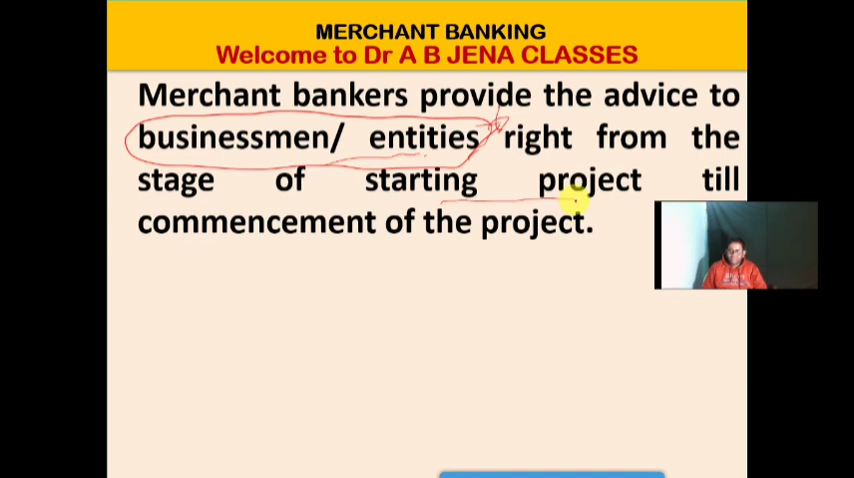 MERCHANT BANKING
Welcome to Dr A B JENA CLASSES
Merchant bankers provide the advice to
businessmen/ entities right from the
stage of starting project till
commencement of the project.